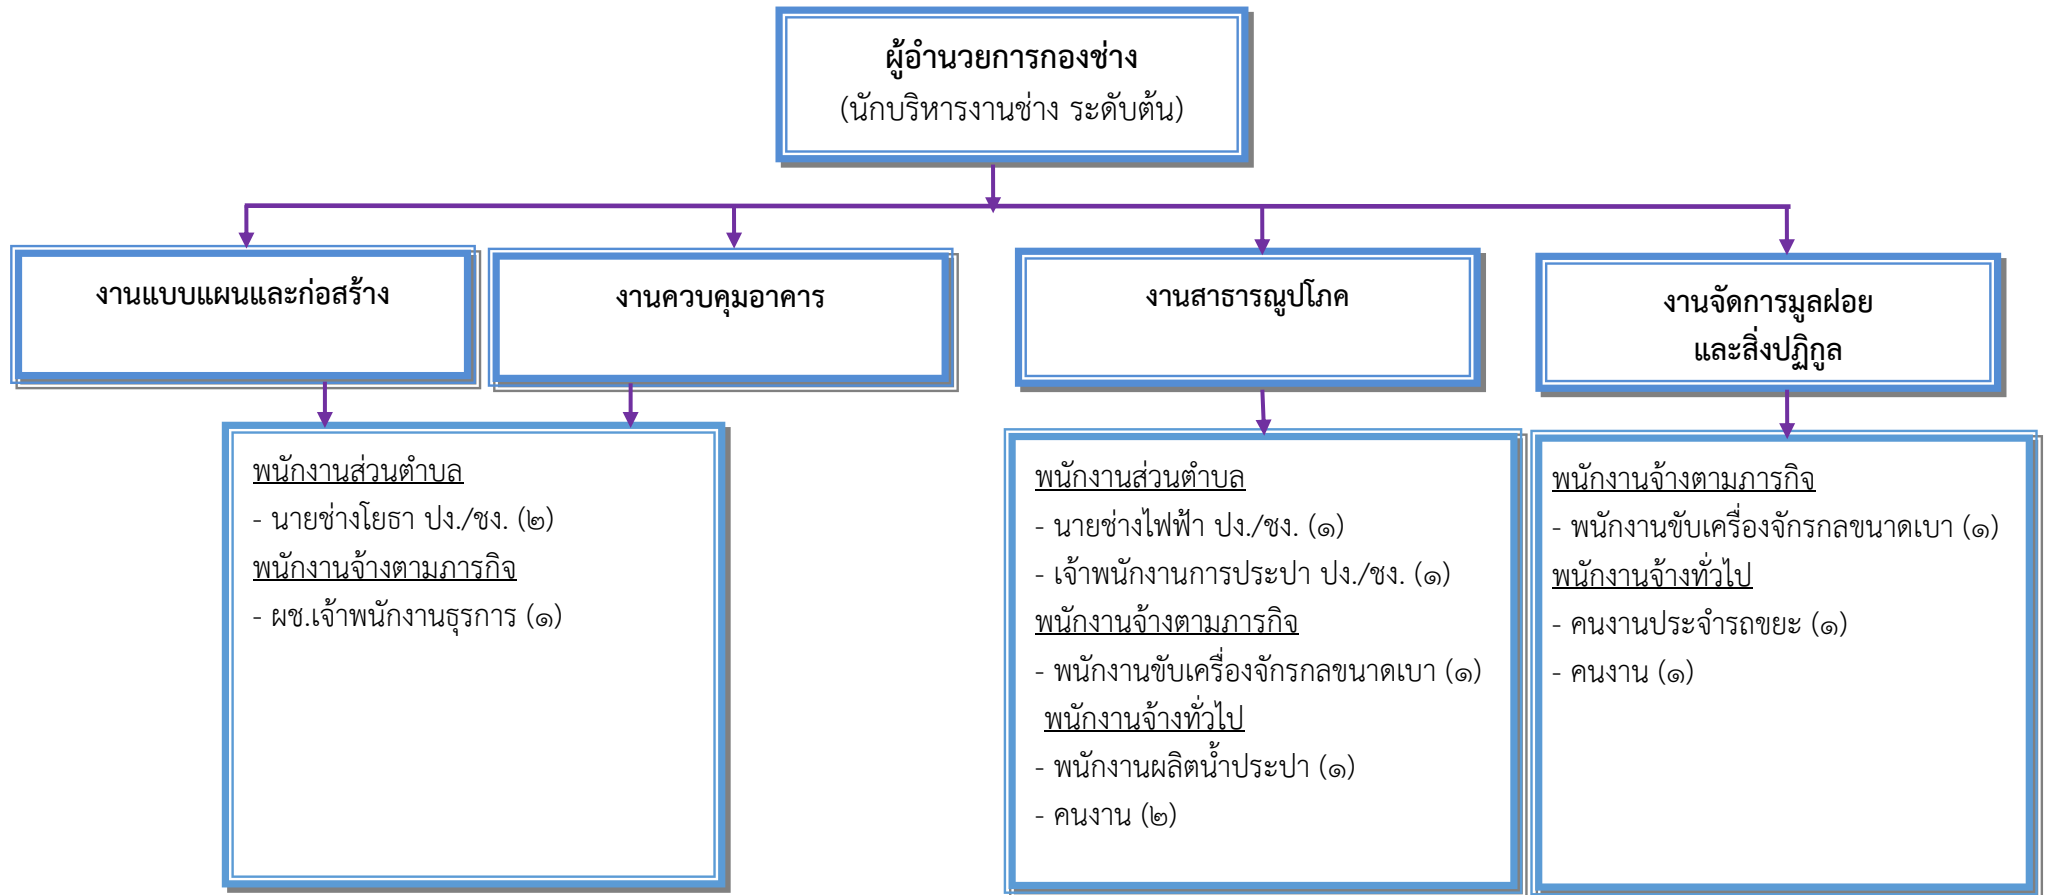 ผู้อำนวยการกองช่าง
(นักบริหารงานช่าง ระดับต้น)
งานแบบแผนและก่อสร้าง
งานควบคุมอาคาร
งานสาธารณูปโภค
งานจัดการมูลฝอย
และสิ่งปฏิกูล
พนักงานส่วนตำบล
- นายช่างโยธา ปง./ชง. (๒)
พนักงานจ้างตามภารกิจ
- ผช.เจ้าพนักงานธุรการ (๑)
พนักงานส่วนตำบล
- นายช่างไฟฟ้า ปง./ชง. (๑)
- เจ้าพนักงานการประปา ปง./ชง. (๑)
พนักงานจ้างตามภารกิจ
- พนักงานขับเครื่องจักรกลขนาดเบา (๑)
พนักงานจ้างทั่วไป
- พนักงานผลิตน้ำประปา (๑)
- คนงาน (๒)
พนักงานจ้างตามภารกิจ
- พนักงานขับเครื่องจักรกลขนาดเบา (๑)
พนักงานจ้างทั่วไป
- คนงานประจำรถขยะ (๑)
- คนงาน (๑)